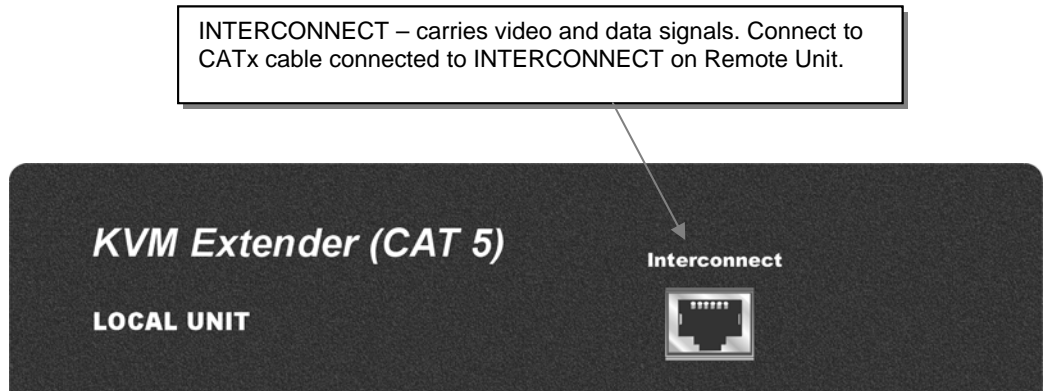 INTERCONNECT – carries video and data signals. Connect to
CATx cable connected to INTERCONNECT on Remote Unit.
KVM Extender (CAT 5)
Interconnect
LOCAL UNIT